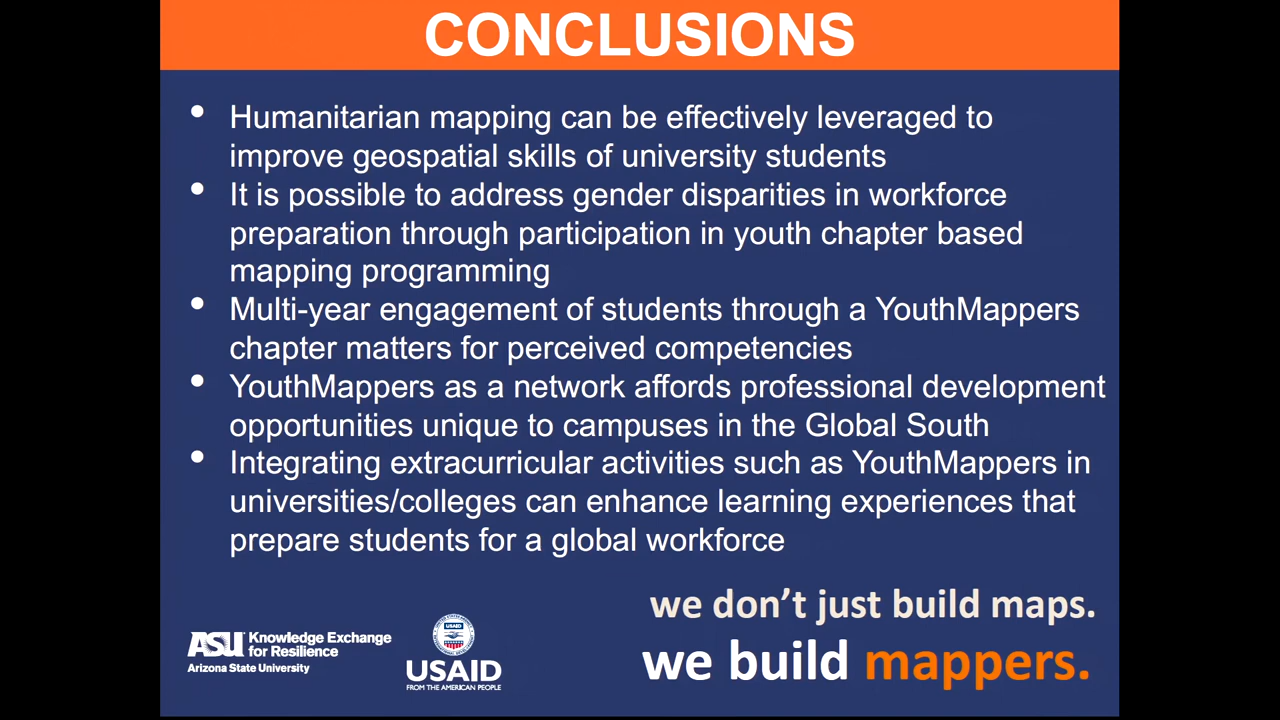 CONCLUSIONS
• Humanitarian mapping can be effectively leveraged to
improve geospatial skills of university students
• It is possible to address gender disparities in workforce
preparation through participation in youth chapter based
mapping programming
• Multi-year engagement of students through a YouthMappers
chapter matters for perceived competencies
• YouthMappers as a network affords professional development
opportunities unique to campuses in the Global South
• Integrating extracurricular activities such as YouthMappers in
universities/colleges can enhance learning experiences that
prepare students for a global workforce
we don't just build maps.
we build mappers.
ASU Knowledge Exchange
for Resilience
Arizona State University
USAID
USAID
FROM THE AMERICAN PEOPLE